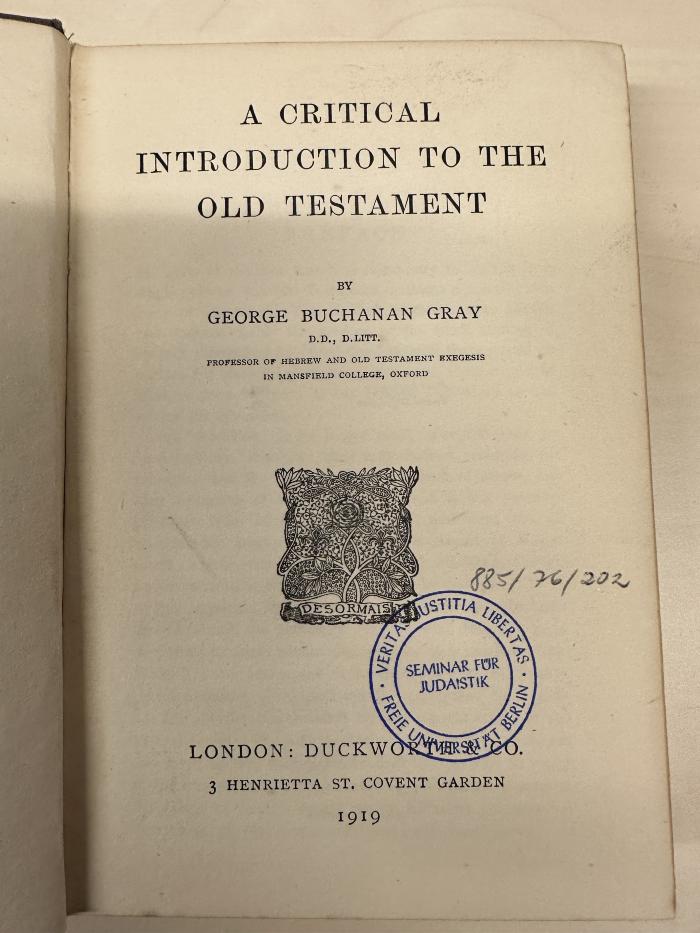 A CRITICAL
INTRODUCTION TO THE
OLD TESTAMENT
BY
GEORGE BUCHANAN GRAY
D.D., D.LITT.
PROFESSOR OF HEBREW AND OLD TESTAMENT EXEGESIS
IN MANSFIELD COLLEGE, OXFORD
DESORMAIS
885/76/202
VERITAS JUSTITIA LIBERTAS
SEMINAR FÜR
JUDAISTIK
FREIE UNIVERSITÄT BERLIN
LONDON: DUCKWORTH & CO.
3 HENRIETTA ST. COVENT GARDEN
1919